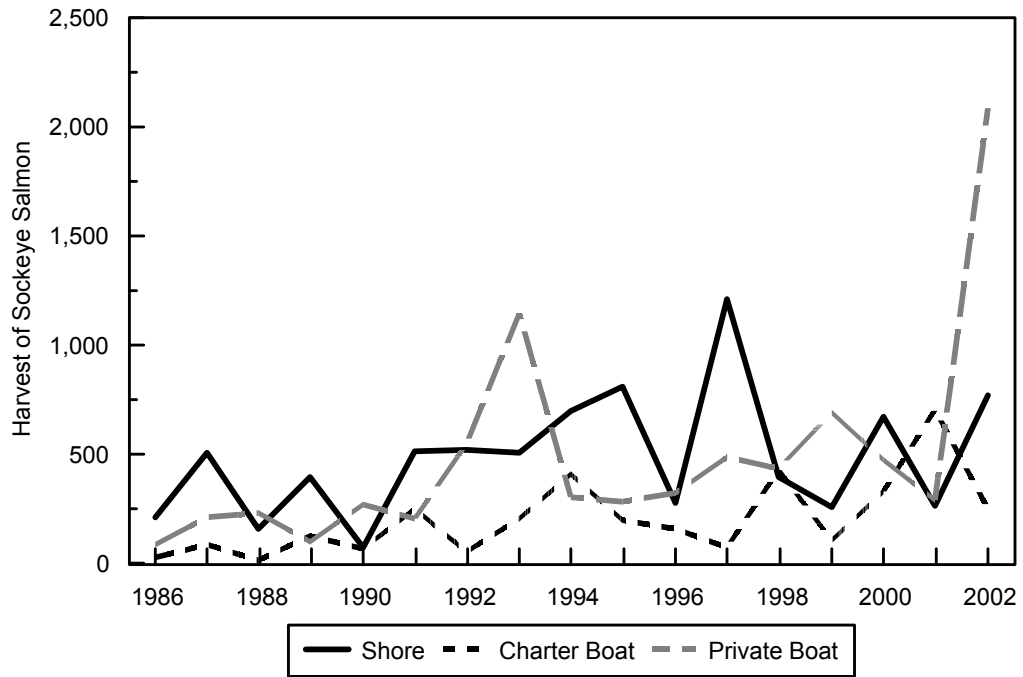 Harvest of Sockeye Salmon
2,500
2,000
1,500
1,000
500
0
1986 1988 1990 1992 1994 1996 1998 2000 2002
Shore Charter Boat Private Boat